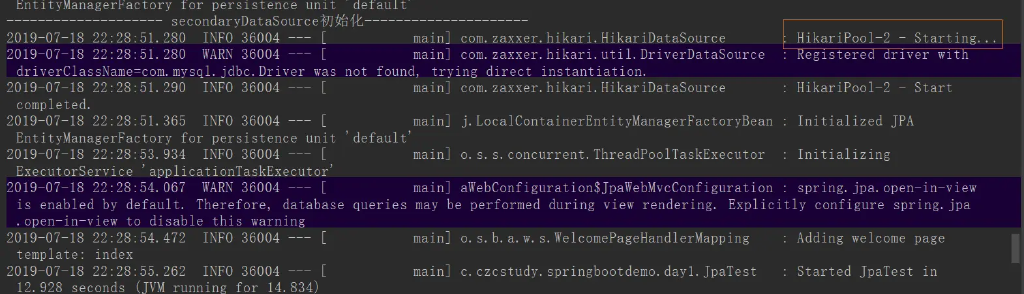 EntityManagerFactory for persistence unit 'default'
-------------------- secondaryDataSource初始化---------------------
2019-07-18 22:28:51.280  INFO 36004 --- [           main] com.zaxxer.hikari.HikariDataSource       : HikariPool-2 - Starting...
2019-07-18 22:28:51.280  WARN 36004 --- [           main] com.zaxxer.hikari.util.DriverDataSource  : Registered driver with
driverClassName=com.mysql.jdbc.Driver was not found, trying direct instantiation.
2019-07-18 22:28:51.290  INFO 36004 --- [           main] com.zaxxer.hikari.HikariDataSource       : HikariPool-2 - Start
completed.
2019-07-18 22:28:51.365  INFO 36004 --- [           main] j.LocalContainerEntityManagerFactoryBean : Initialized JPA
EntityManagerFactory for persistence unit 'default'
2019-07-18 22:28:53.934  INFO 36004 --- [           main] o.s.s.concurrent.ThreadPoolTaskExecutor  : Initializing
ExecutorService 'applicationTaskExecutor'
2019-07-18 22:28:54.067  WARN 36004 --- [           main] aWebConfiguration$JpaWebMvcConfiguration : spring.jpa.open-in-view
is enabled by default. Therefore, database queries may be performed during view rendering. Explicitly configure spring.jpa
.open-in-view to disable this warning
2019-07-18 22:28:54.472  INFO 36004 --- [           main] o.s.b.a.w.s.WelcomePageHandlerMapping    : Adding welcome page
template: index
2019-07-18 22:28:55.262  INFO 36004 --- [           main] c.czcstudy.springbootdemo.day1.JpaTest   : Started JpaTest in
12.928 seconds (JVM running for 14.834)